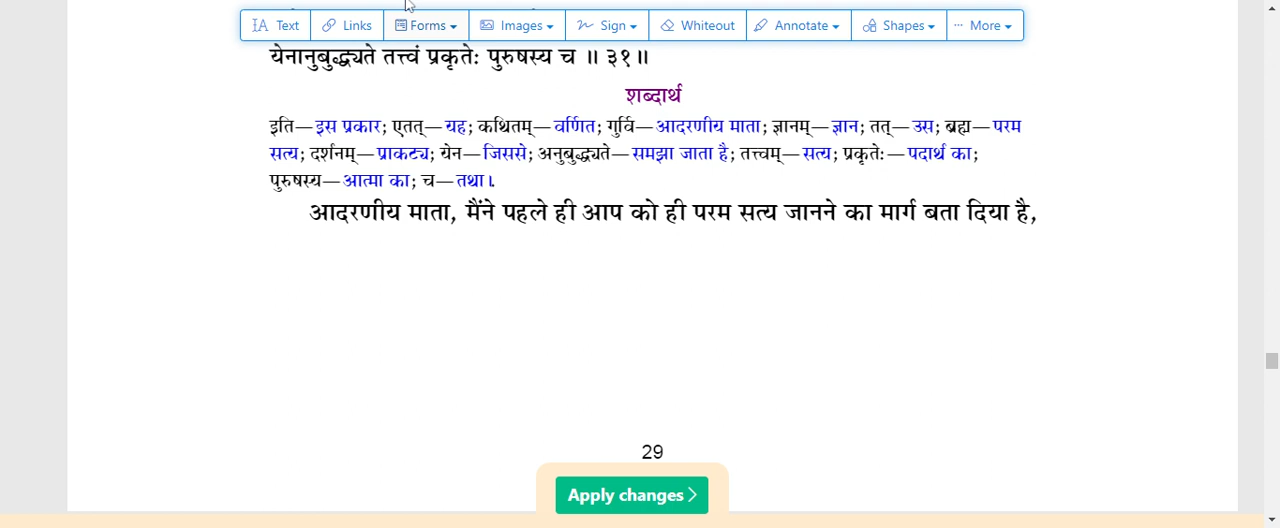 Text Links Forms Images Sign Whiteout Annotate Shapes More
येनानुबुद्ध्यते तत्त्वं प्रकृतेः पुरुषस्य च ॥ ३१॥
शब्दार्थ
इति—इस प्रकार; एतत्—यह; कथितम्—वर्णित; गुर्वि—आदरणीय माता; ज्ञानम्—ज्ञान; तत्—उस; ब्रह्म—परम
सत्य; दर्शनम्—प्राकट्य; येन—जिससे; अनुबुद्ध्यते—समझा जाता है; तत्त्वम्—सत्य; प्रकृतेः—पदार्थ का;
पुरुषस्य—आत्मा का; च—तथा।
आदरणीय माता, मैंने पहले ही आप को ही परम सत्य जानने का मार्ग बता दिया है,
29
Apply changes